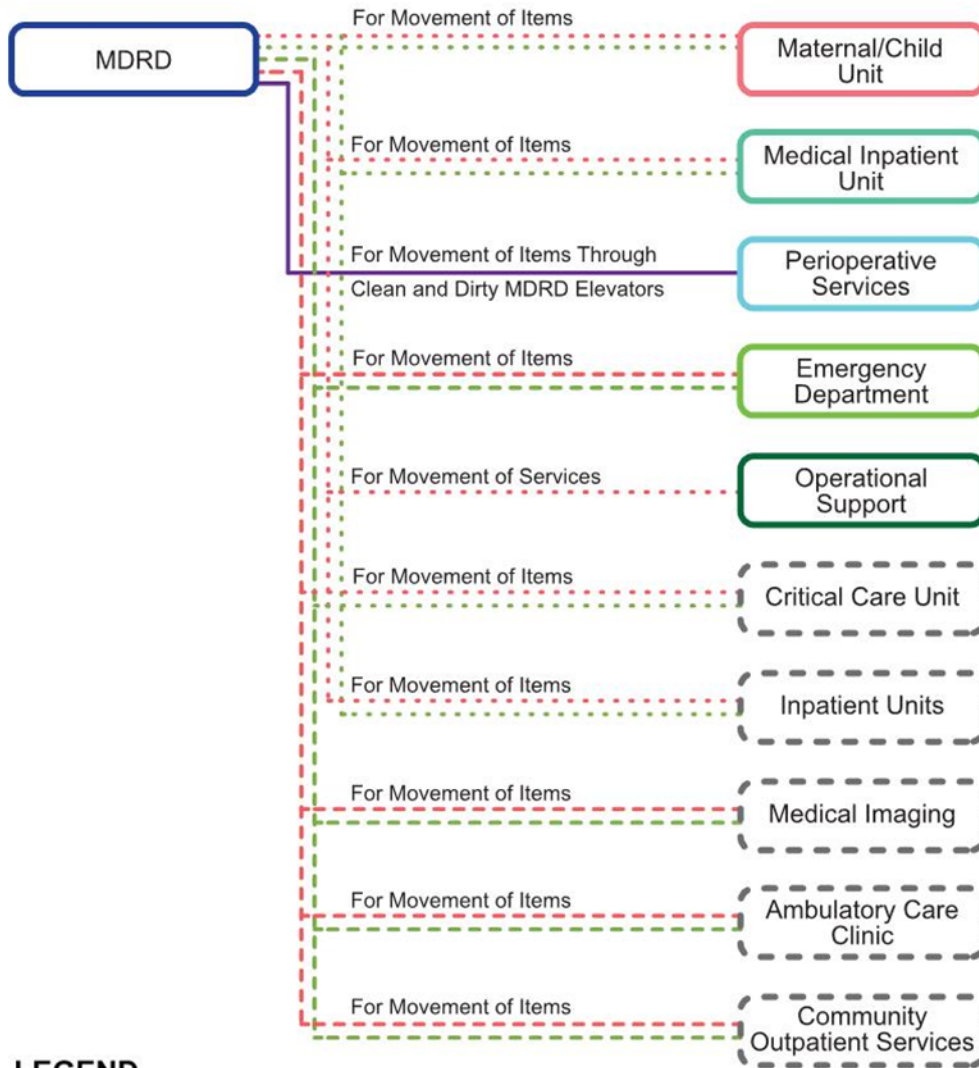 For Movement of Items
MDRD
Maternal/Child
Unit
For Movement of Items
Medical Inpatient
Unit
For Movement of Items Through
Clean and Dirty MDRD Elevators
Perioperative
Services
For Movement of Items
Emergency
Department
For Movement of Services
Operational
Support
For Movement of Items
Critical Care Unit
For Movement of Items
Inpatient Units
For Movement of Items
Medical Imaging
For Movement of Items
Ambulatory Care
Clinic
For Movement of Items
Community
Outpatient Services
LEGEND